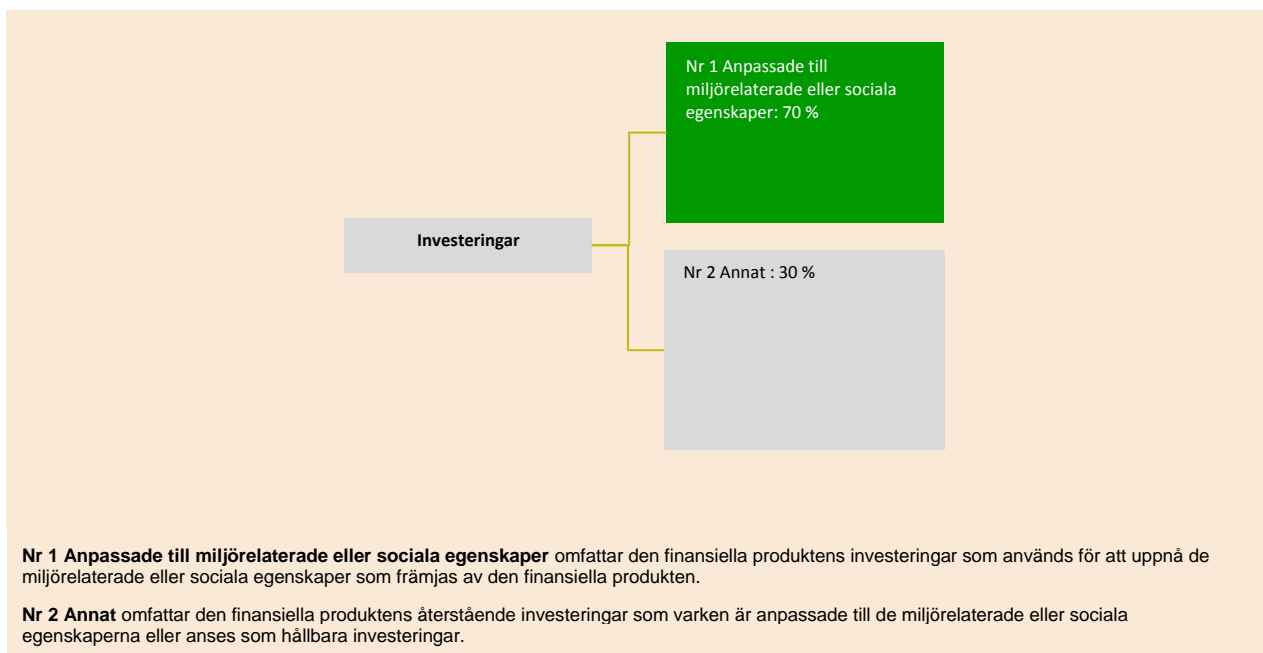 Nr 1 Anpassade till
miljörelaterade eller sociala
egenskaper: 70 %
Investeringar
Nr 2 Annat : 30 %
Nr 1 Anpassade till miljörelaterade eller sociala egenskaper omfattar den finansiella produktens investeringar som används för att uppnå de
miljörelaterade eller sociala egenskaper som främjas av den finansiella produkten.
Nr 2 Annat omfattar den finansiella produktens återstående investeringar som varken är anpassade till de miljörelaterade eller sociala
egenskaperna eller anses som hållbara investeringar.